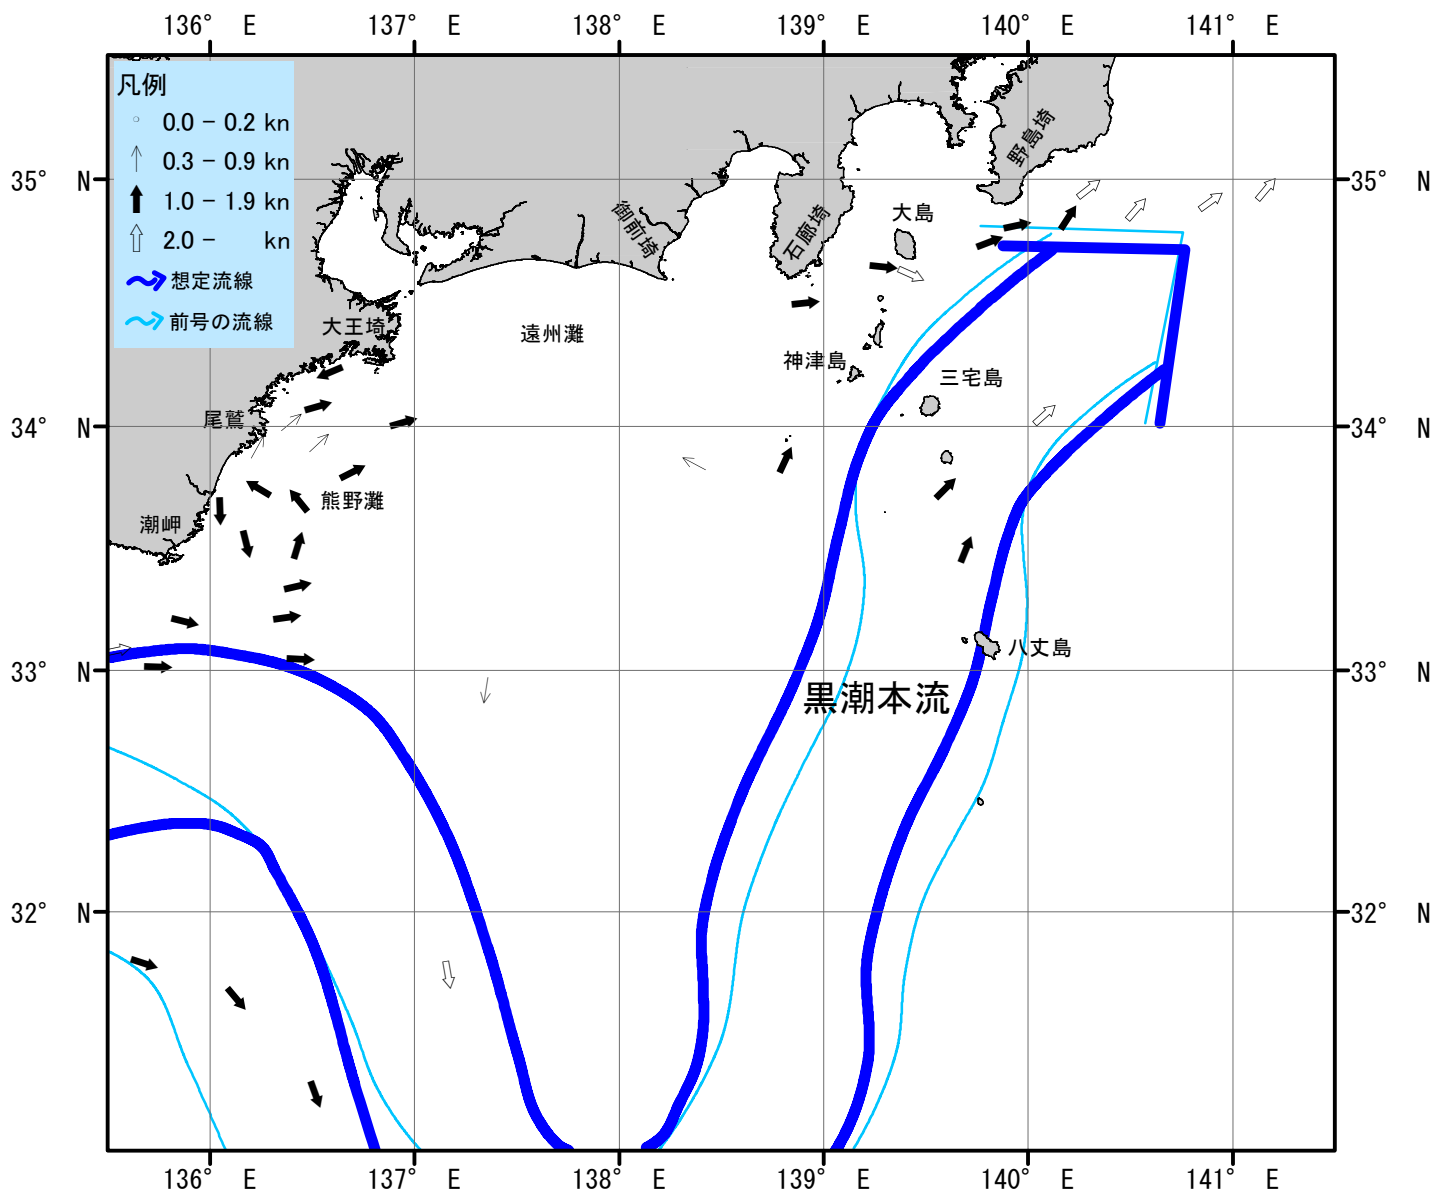 136° E 137° E 138° E 139° E 140° E 141° E
凡例
0.0 - 0.2 kn
0.3 - 0.9 kn
1.0 - 1.9 kn
2.0 - kn
想定流線
前号の流線
野島埼
35° N
35° N
大島
御前埼
石廊埼
大王埼
遠州灘
神津島
三宅島
尾鷲
34° N
34° N
熊野灘
潮岬
八丈島
33° N
33° N
黒潮本流
32° N
32° N
136° E 137° E 138° E 139° E 140° E 141° E